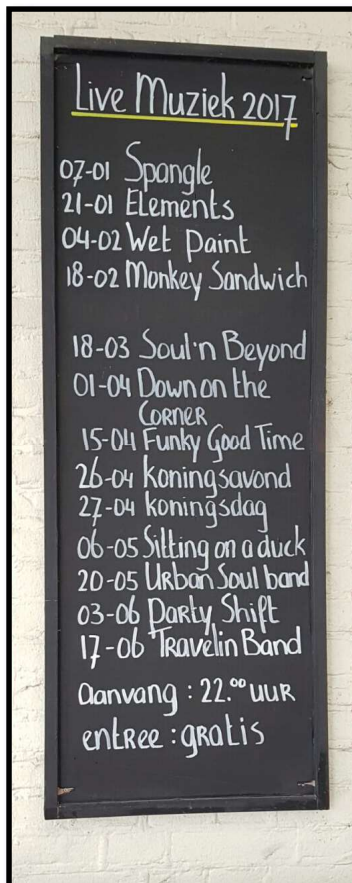 Live Muziek 2017
07-01 Spangle
21-01 Elements
04-02 Wet Paint
18-02 Monkey Sandwich
18-03 Soul'n Beyond
01-04 Down on the
CORNER
15-04 Funky Good Time
26-04 koningsavond
27-04 koningsdag
06-05 Sitting on a duck
20-05 Urban Soul band
03-06 Party Shift
17-06 Travelin Band
aanvang : 22.⁰⁰ uur
entree : gratis